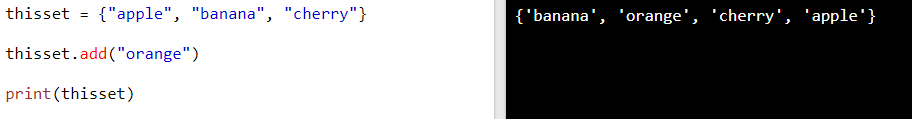 thisset = {"apple", "banana", "cherry"}
thisset.add("orange")
print(thisset)
{'banana', 'orange', 'cherry', 'apple'}